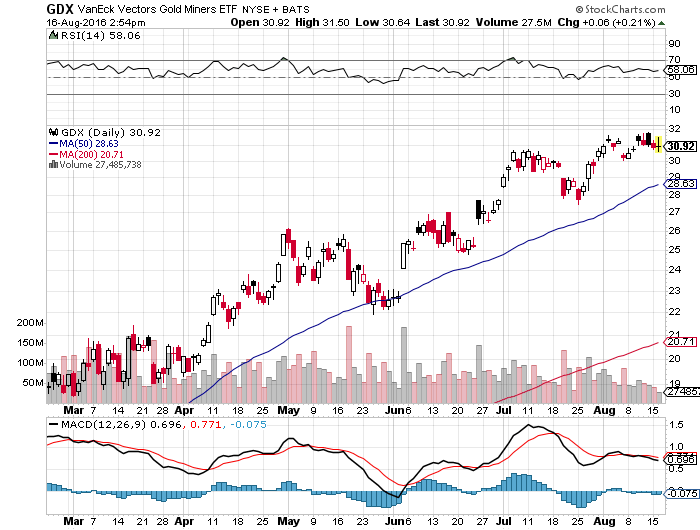 GDX VanEck Vectors Gold Miners ETF NYSE + BATS © StockCharts.com
16-Aug-2016 2:54pm Open 30.92 High 31.50 Low 30.64 Last 30.92 Volume 27.5M Chg +0.06 (+0.21%)
RSI(14) 58.06
90
70
58.06
50
30
10
GDX (Daily) 30.92
MA(50) 28.63
MA(200) 20.71
Volume 27,485,738
32
30.92
30
29
28.63
28
27
26
25
24
23
22
21
20.71
20
19
200M
150M
100M
50M
27485
Mar 7 14 21 28 Apr 11 18 25 May 9 16 23 Jun 6 13 20 27 Jul 11 18 25 Aug 8 15
MACD(12,26,9) 0.696, 0.771, -0.075
1.5
1.0
0.696
0.5
-0.075
Mar 7 14 21 28 Apr 11 18 25 May 9 16 23 Jun 6 13 20 27 Jul 11 18 25 Aug 8 15